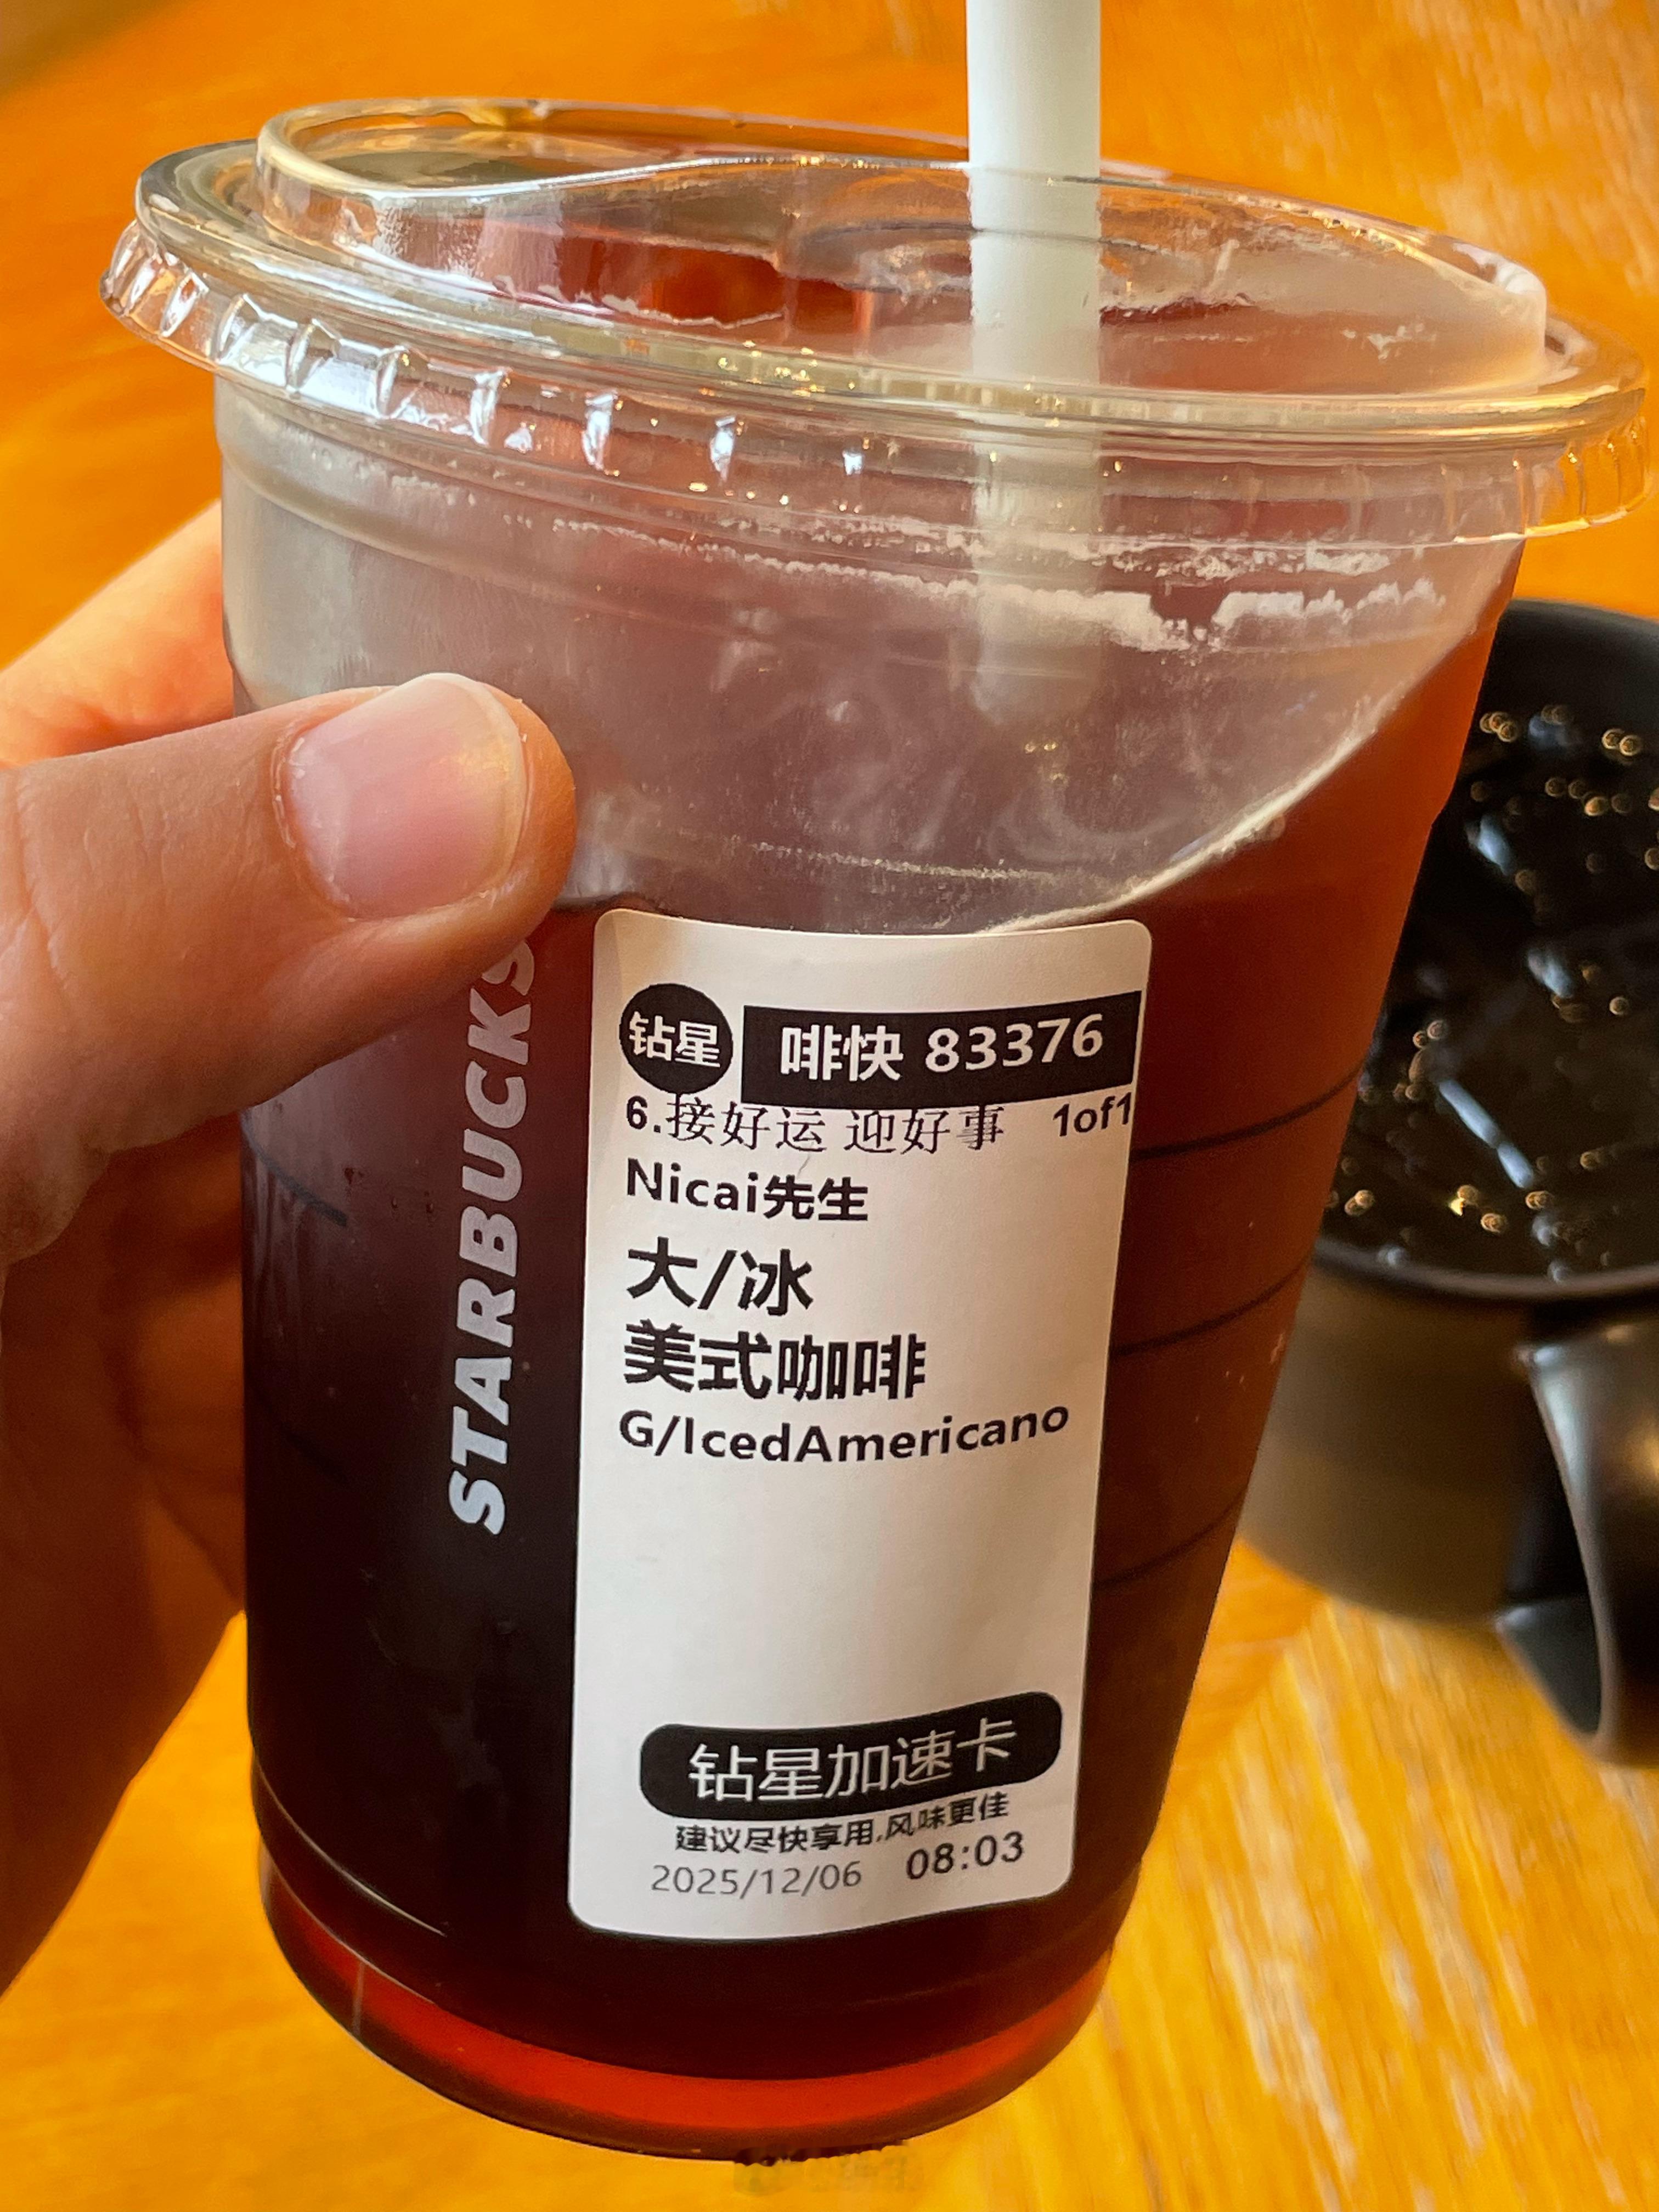 STARBUCKS
钻星 啡快 83376
6.接好运 迎好事 1of1
Nicai先生
大/冰
美式咖啡
G/IcedAmericano
钻星加速卡
建议尽快享用,风味更佳
2025/12/06 08:03